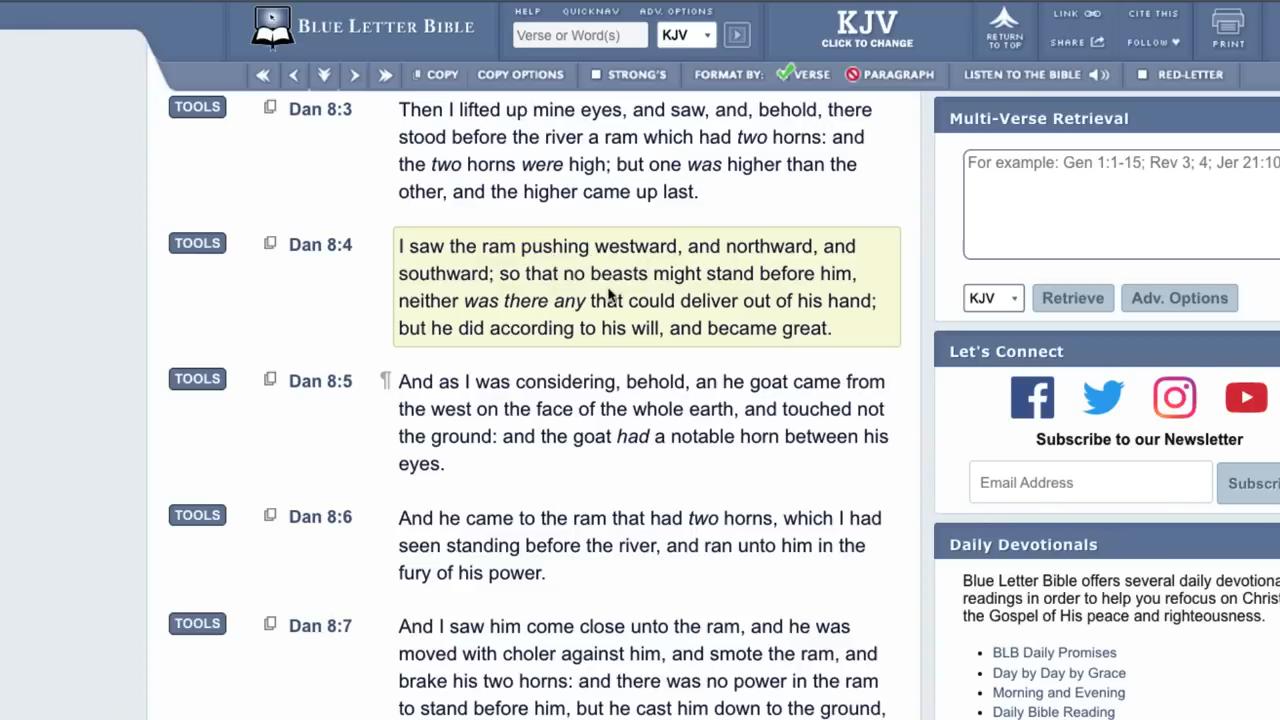 BLUE LETTER BIBLE
HELP QUICKNAV ADV. OPTIONS
Verse or Word(s) KJV
KJV
CLICK TO CHANGE
RETURN
TO TOP
LINK CITE THIS
SHARE FOLLOW
PRINT
COPY COPY OPTIONS STRONG'S FORMAT BY: VERSE PARAGRAPH LISTEN TO THE BIBLE RED-LETTER
TOOLS Dan 8:3 Then I lifted up mine eyes, and saw, and, behold, there
stood before the river a ram which had two horns: and
the two horns were high; but one was higher than the
other, and the higher came up last.
TOOLS Dan 8:4 I saw the ram pushing westward, and northward, and
southward; so that no beasts might stand before him,
neither was there any that could deliver out of his hand;
but he did according to his will, and became great.
TOOLS Dan 8:5 ¶ And as I was considering, behold, an he goat came from
the west on the face of the whole earth, and touched not
the ground: and the goat had a notable horn between his
eyes.
TOOLS Dan 8:6 And he came to the ram that had two horns, which I had
seen standing before the river, and ran unto him in the
fury of his power.
TOOLS Dan 8:7 And I saw him come close unto the ram, and he was
moved with choler against him, and smote the ram, and
brake his two horns: and there was no power in the ram
to stand before him, but he cast him down to the ground,
Multi-Verse Retrieval
For example: Gen 1:1-15; Rev 3; 4; Jer 21:10
KJV Retrieve Adv. Options
Let's Connect
Subscribe to our Newsletter
Email Address Subscri
Daily Devotionals
Blue Letter Bible offers several daily devotiona
readings in order to help you refocus on Christ
the Gospel of His peace and righteousness.
• BLB Daily Promises
• Day by Day by Grace
• Morning and Evening
• Daily Bible Reading